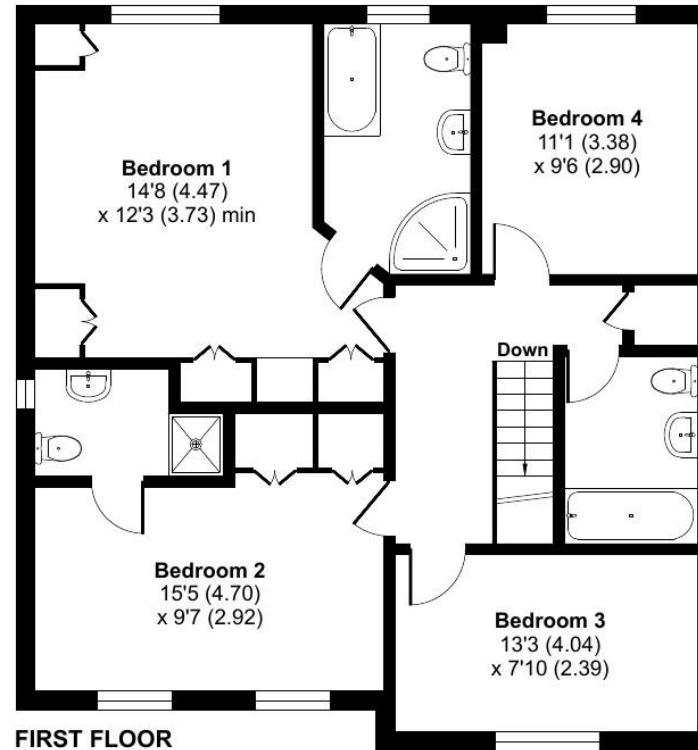 Bedroom 1
14'8 (4.47)
x 12'3 (3.73) min
Bedroom 4
11'1 (3.38)
x 9'6 (2.90)
Down
Bedroom 2
15'5 (4.70)
x 9'7 (2.92)
Bedroom 3
13'3 (4.04)
x 7'10 (2.39)
FIRST FLOOR